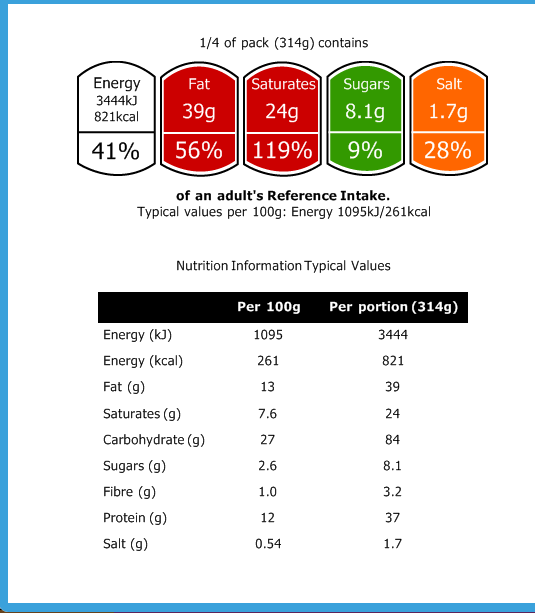 1/4 of pack (314g) contains
Energy Fat Saturates Sugars Salt
3444kJ
821kcal
39g 24g 8.1g 1.7g
41% 56% 119% 9% 28%
of an adult's Reference Intake.
Typical values per 100g: Energy 1095kJ/261kcal
Nutrition Information Typical Values
Per 100g Per portion (314g)
Energy (kJ) 1095 3444
Energy (kcal) 261 821
Fat (g) 13 39
Saturates (g) 7.6 24
Carbohydrate (g) 27 84
Sugars (g) 2.6 8.1
Fibre (g) 1.0 3.2
Protein (g) 12 37
Salt (g) 0.54 1.7